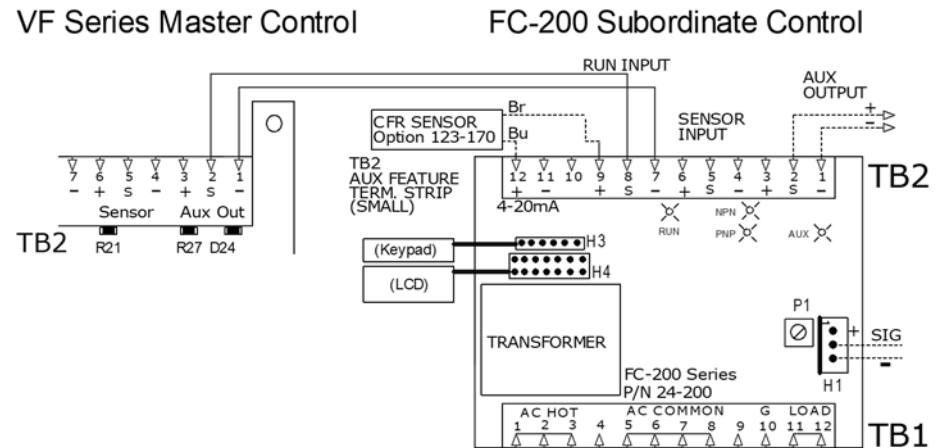 VF Series Master Control
FC-200 Subordinate Control
RUN INPUT
AUX
OUTPUT
+
-
CFR SENSOR
Option 123-170
Br
Bu
SENSOR
INPUT
TB2
AUX FEATURE
TERM. STRIP
(SMALL)
7 6 5 4 3 2 1
- + S - + S -
Sensor Aux Out
TB2
R21 R27 D24
12 11 10 9 8 7 6 5 4 3 2 1
+ - + S - + S - + S -
TB2
4-20mA
RUN
NPN
PNP
AUX
(Keypad)
H3
(LCD)
H4
TRANSFORMER
P1
+
SIG
-
H1
FC-200 Series
P/N 24-200
AC HOT AC COMMON G LOAD
1 2 3 4 5 6 7 8 9 10 11 12
TB1